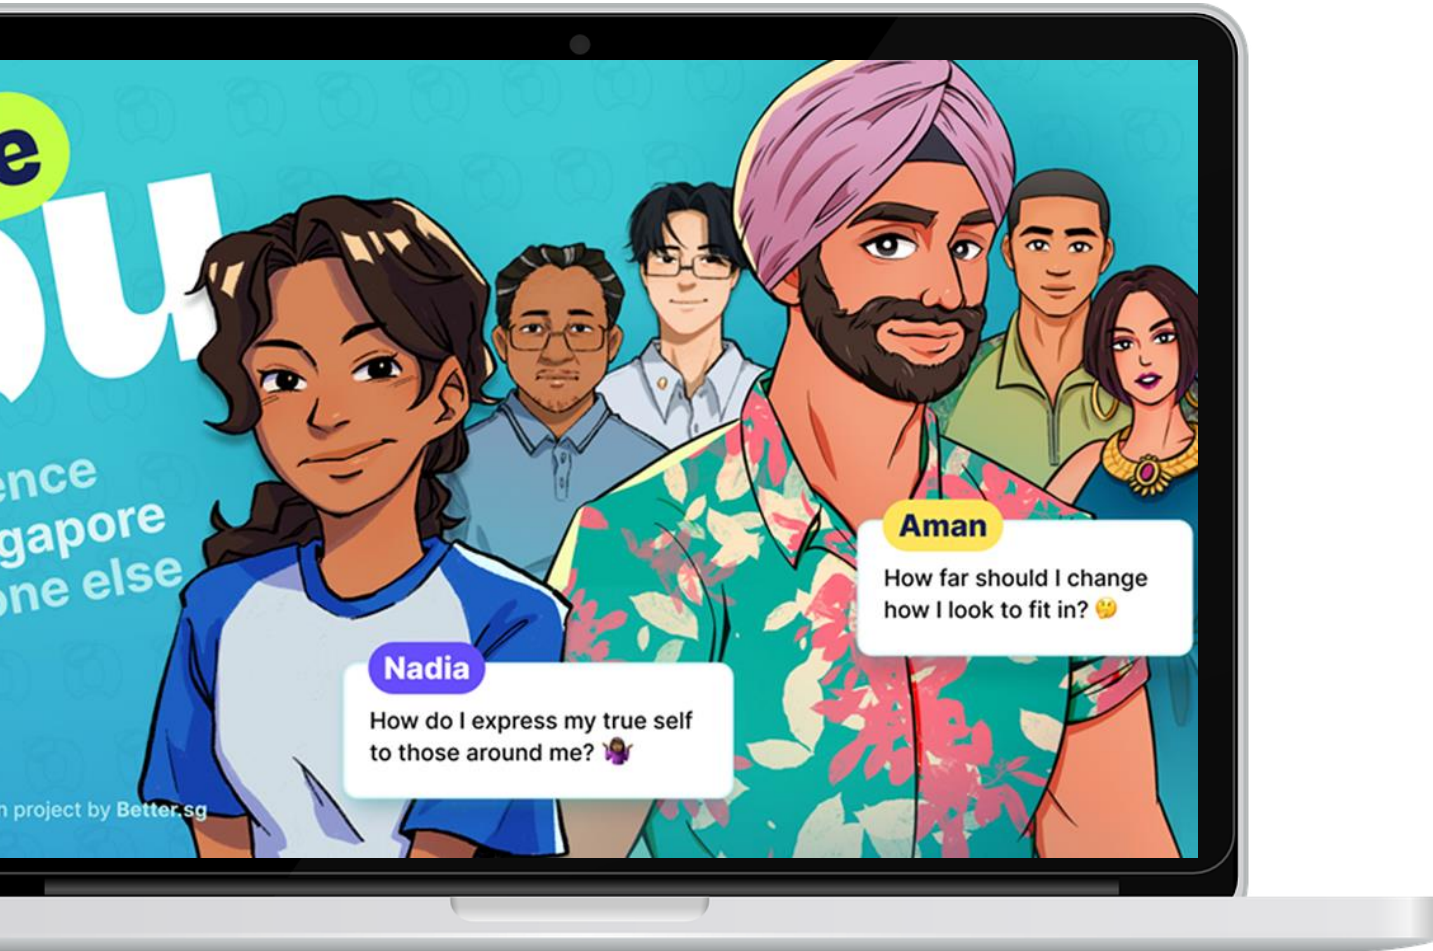 e
ou
ence
gapore
one else
Aman
How far should I change
how I look to fit in? 🤔
Nadia
How do I express my true self
to those around me? 🤷🏾‍♀️
n project by Better.sg